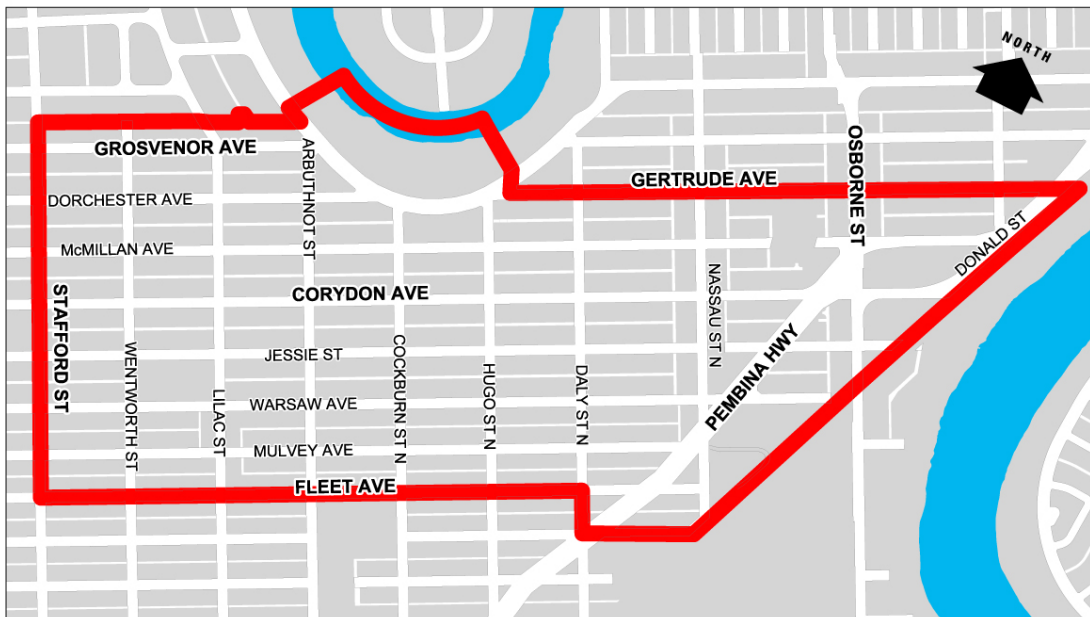 NORTH
GROSVENOR AVE
ARBUTHNOT ST
OSBORNE ST
GERTRUDE AVE
DORCHESTER AVE
McMILLAN AVE
DONALD ST
NASSAU ST N
CORYDON AVE
STAFFORD ST
WENTWORTH ST
LILAC ST
JESSIE ST
COCKBURN ST N
HUGO ST N
DALY ST N
PEMBINA HWY
WARSAW AVE
MULVEY AVE
FLEET AVE